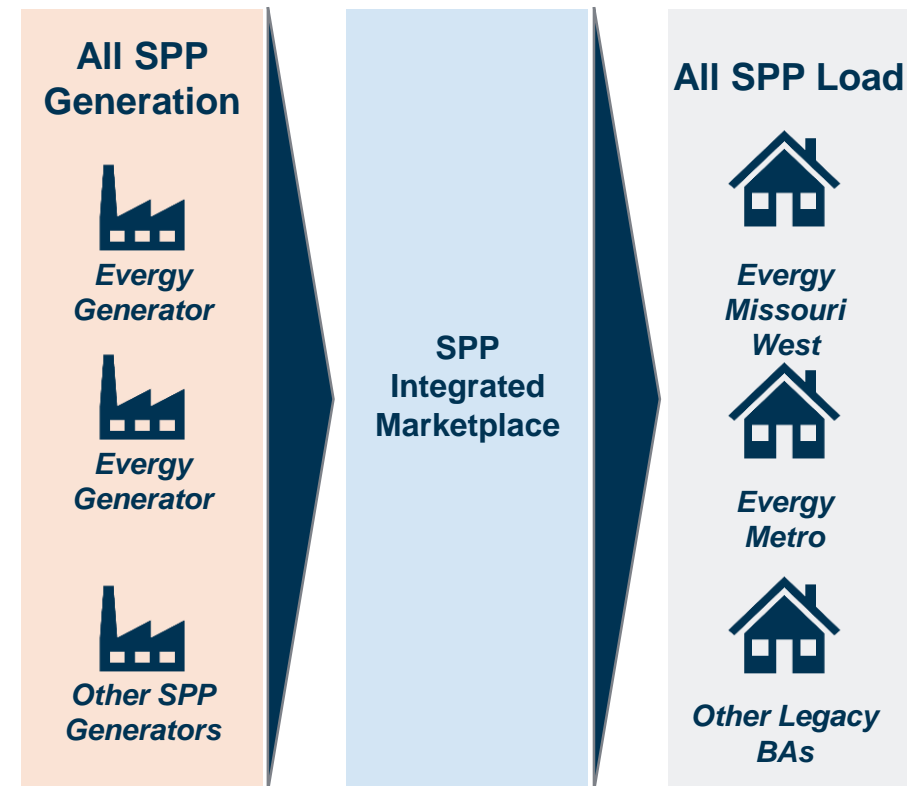 All SPP
Generation
Evergy
Generator
Evergy
Generator
Other SPP
Generators
SPP
Integrated
Marketplace
All SPP Load
Evergy
Missouri
West
Evergy
Metro
Other Legacy
BAs